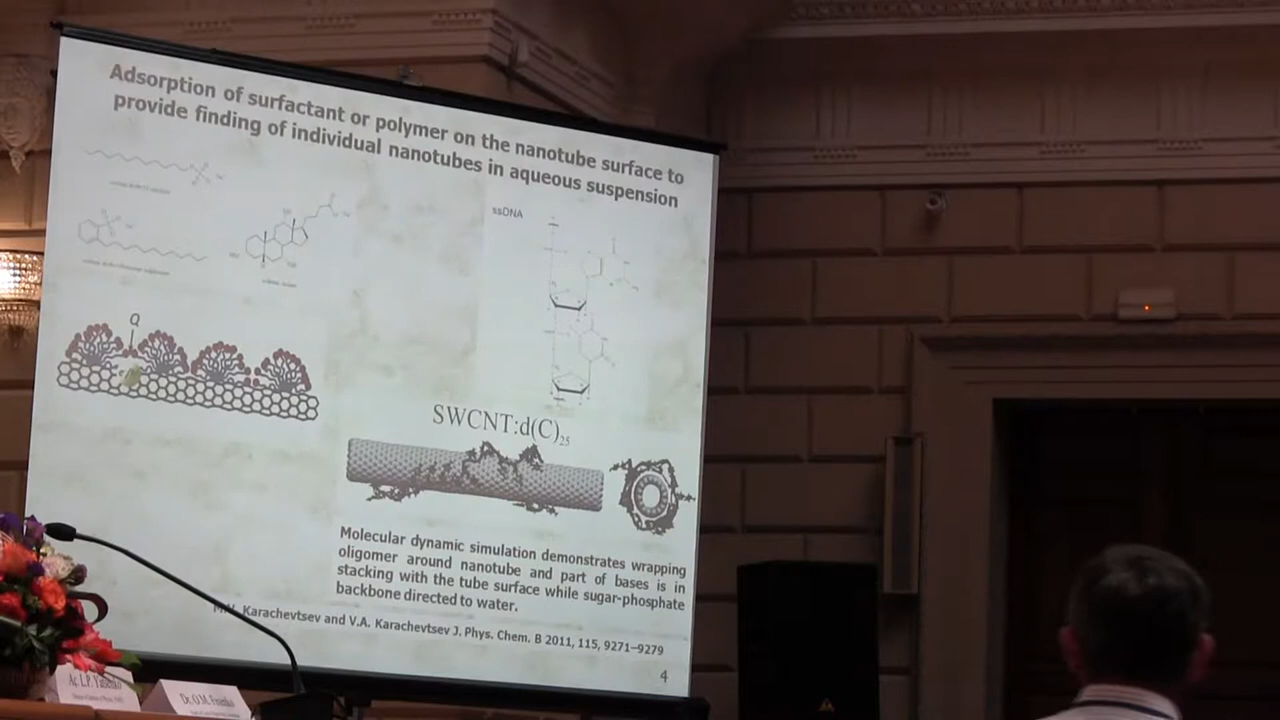 Adsorption of surfactant or polymer on the nanotube surface to
provide finding of individual nanotubes in aqueous suspension
ssDNA
Q
SWCNT:d(C)25
Molecular dynamic simulation demonstrates wrapping
oligomer around nanotube and part of bases is in
stacking with the tube surface while sugar-phosphate
backbone directed to water.
Karachevtsev and V.A. Karachevtsev J. Phys. Chem. B 2011, 115, 9271–9279
4
Ac. L.P.
Dr. O.M.